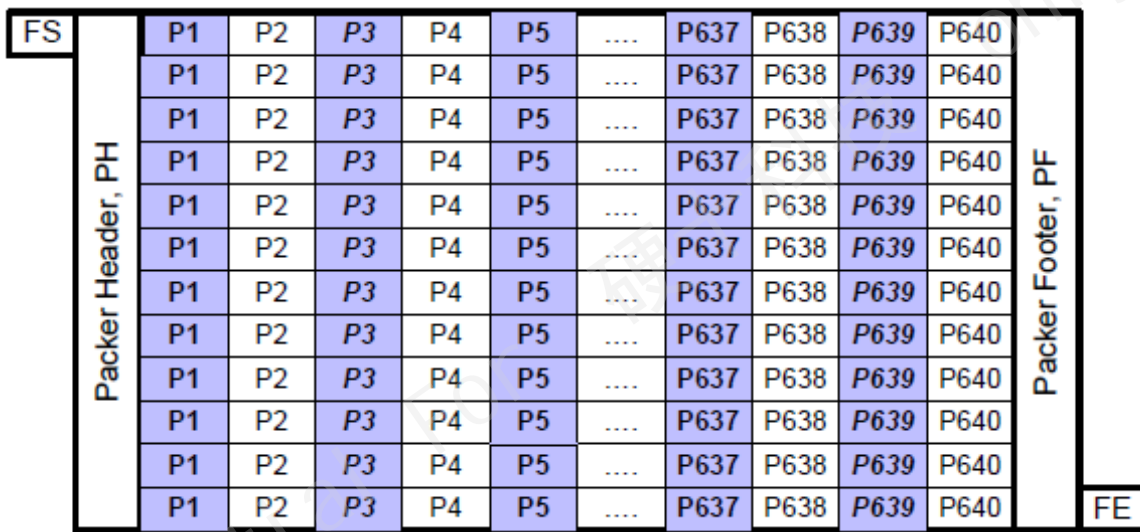 FS P1 P2 P3 P4 P5 .... P637 P638 P639 P640
P1 P2 P3 P4 P5 .... P637 P638 P639 P640
P1 P2 P3 P4 P5 .... P637 P638 P639 P640
P1 P2 P3 P4 P5 .... P637 P638 P639 P640
P1 P2 P3 P4 P5 .... P637 P638 P639 P640
P1 P2 P3 P4 P5 .... P637 P638 P639 P640
P1 P2 P3 P4 P5 .... P637 P638 P639 P640
P1 P2 P3 P4 P5 .... P637 P638 P639 P640
P1 P2 P3 P4 P5 .... P637 P638 P639 P640
P1 P2 P3 P4 P5 .... P637 P638 P639 P640
P1 P2 P3 P4 P5 .... P637 P638 P639 P640
P1 P2 P3 P4 P5 .... P637 P638 P639 P640 FE
Packer Header, PH
Packer Footer, PF
For